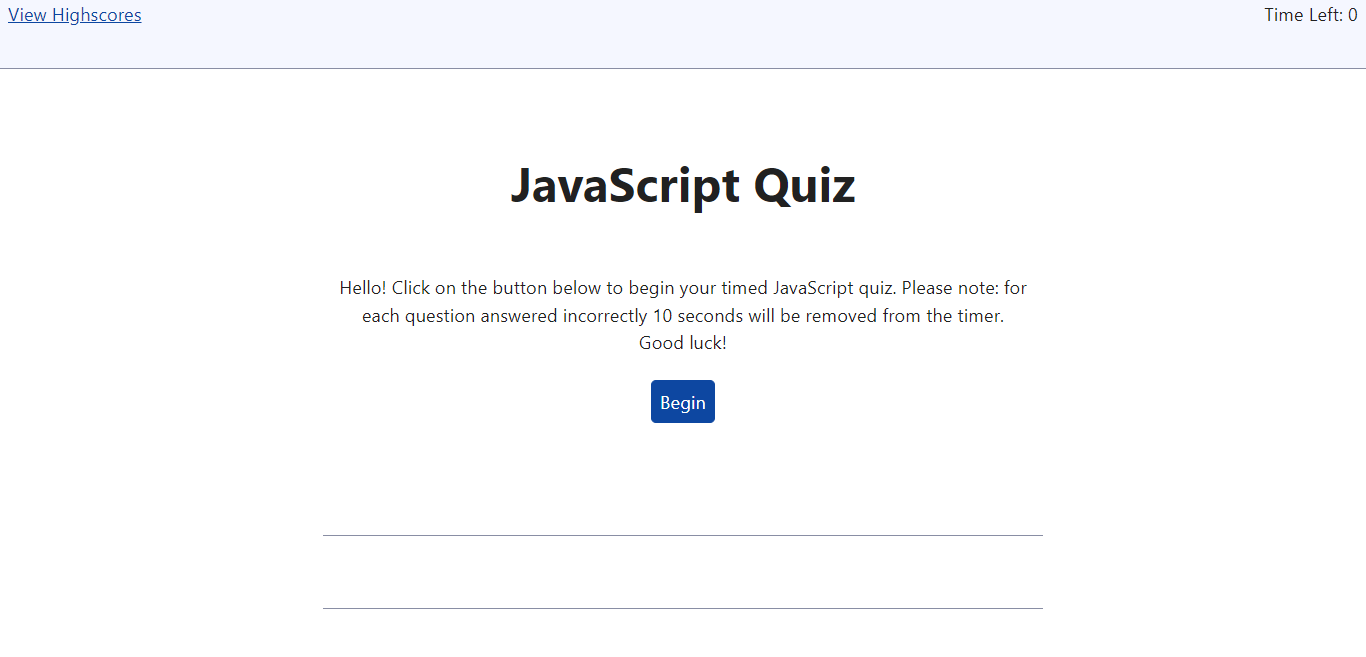 View Highscores
Time Left: 0
JavaScript Quiz
Hello! Click on the button below to begin your timed JavaScript quiz. Please note: for
each question answered incorrectly 10 seconds will be removed from the timer.
Good luck!
Begin